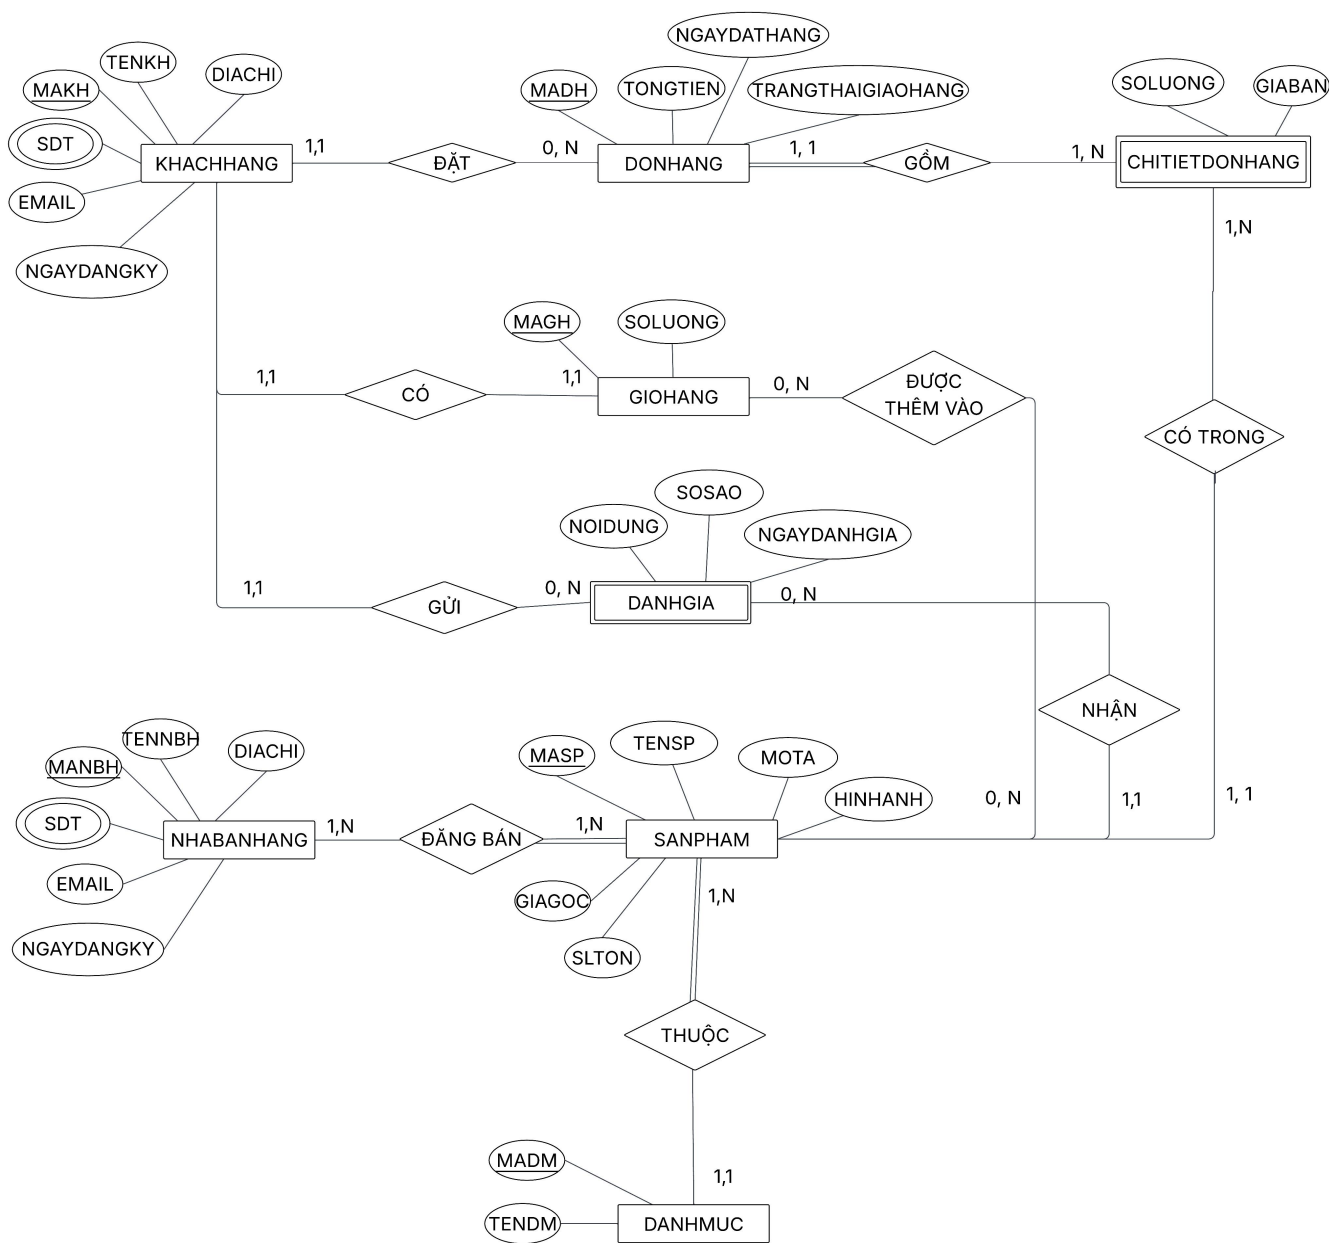 NGAYDATHANG
TENKH
DIACHI
MAKH
MADH
TONGTIEN
TRANGTHAIGIAOHANG
SOLUONG
GIABAN
SDT
1,1
0, N
1, 1
1, N
KHACHHANG
ĐẶT
DONHANG
GỒM
CHITIETDONHANG
EMAIL
1,N
NGAYDANGKY
MAGH
SOLUONG
1,1
1,1
0, N
CÓ
GIOHANG
ĐƯỢC
THÊM VÀO
CÓ TRONG
SOSAO
NOIDUNG
NGAYDANHGIA
1,1
0, N
0, N
GỬI
DANHGIA
NHẬN
TENNBH
DIACHI
MANBH
MASP
TENSP
MOTA
HINHANH
0, N
1,1
1, 1
SDT
1,N
1,N
NHABANHANG
ĐĂNG BÁN
SANPHAM
EMAIL
GIAGOC
1,N
NGAYDANGKY
SLTON
THUỘC
MADM
1,1
TENDM
DANHMUC